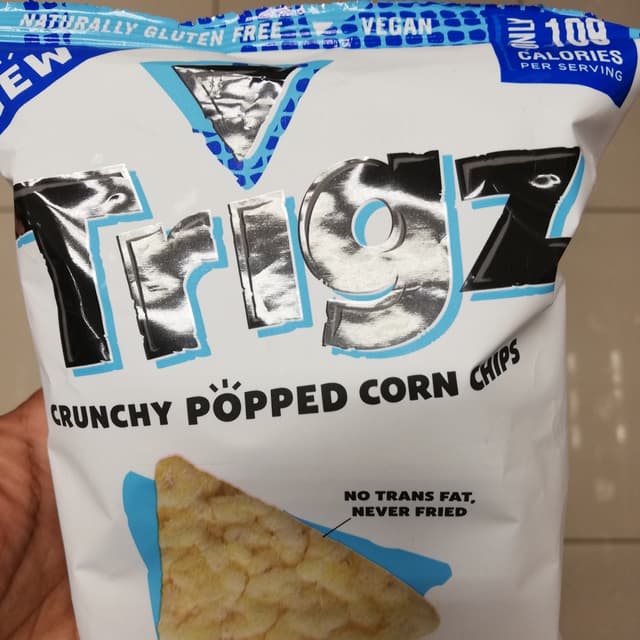 NATURALLY GLUTEN FREE
VEGAN
NEW
ONLY 100
CALORIES
PER SERVING
Trigz
CRUNCHY POPPED CORN CHIPS
NO TRANS FAT,
NEVER FRIED